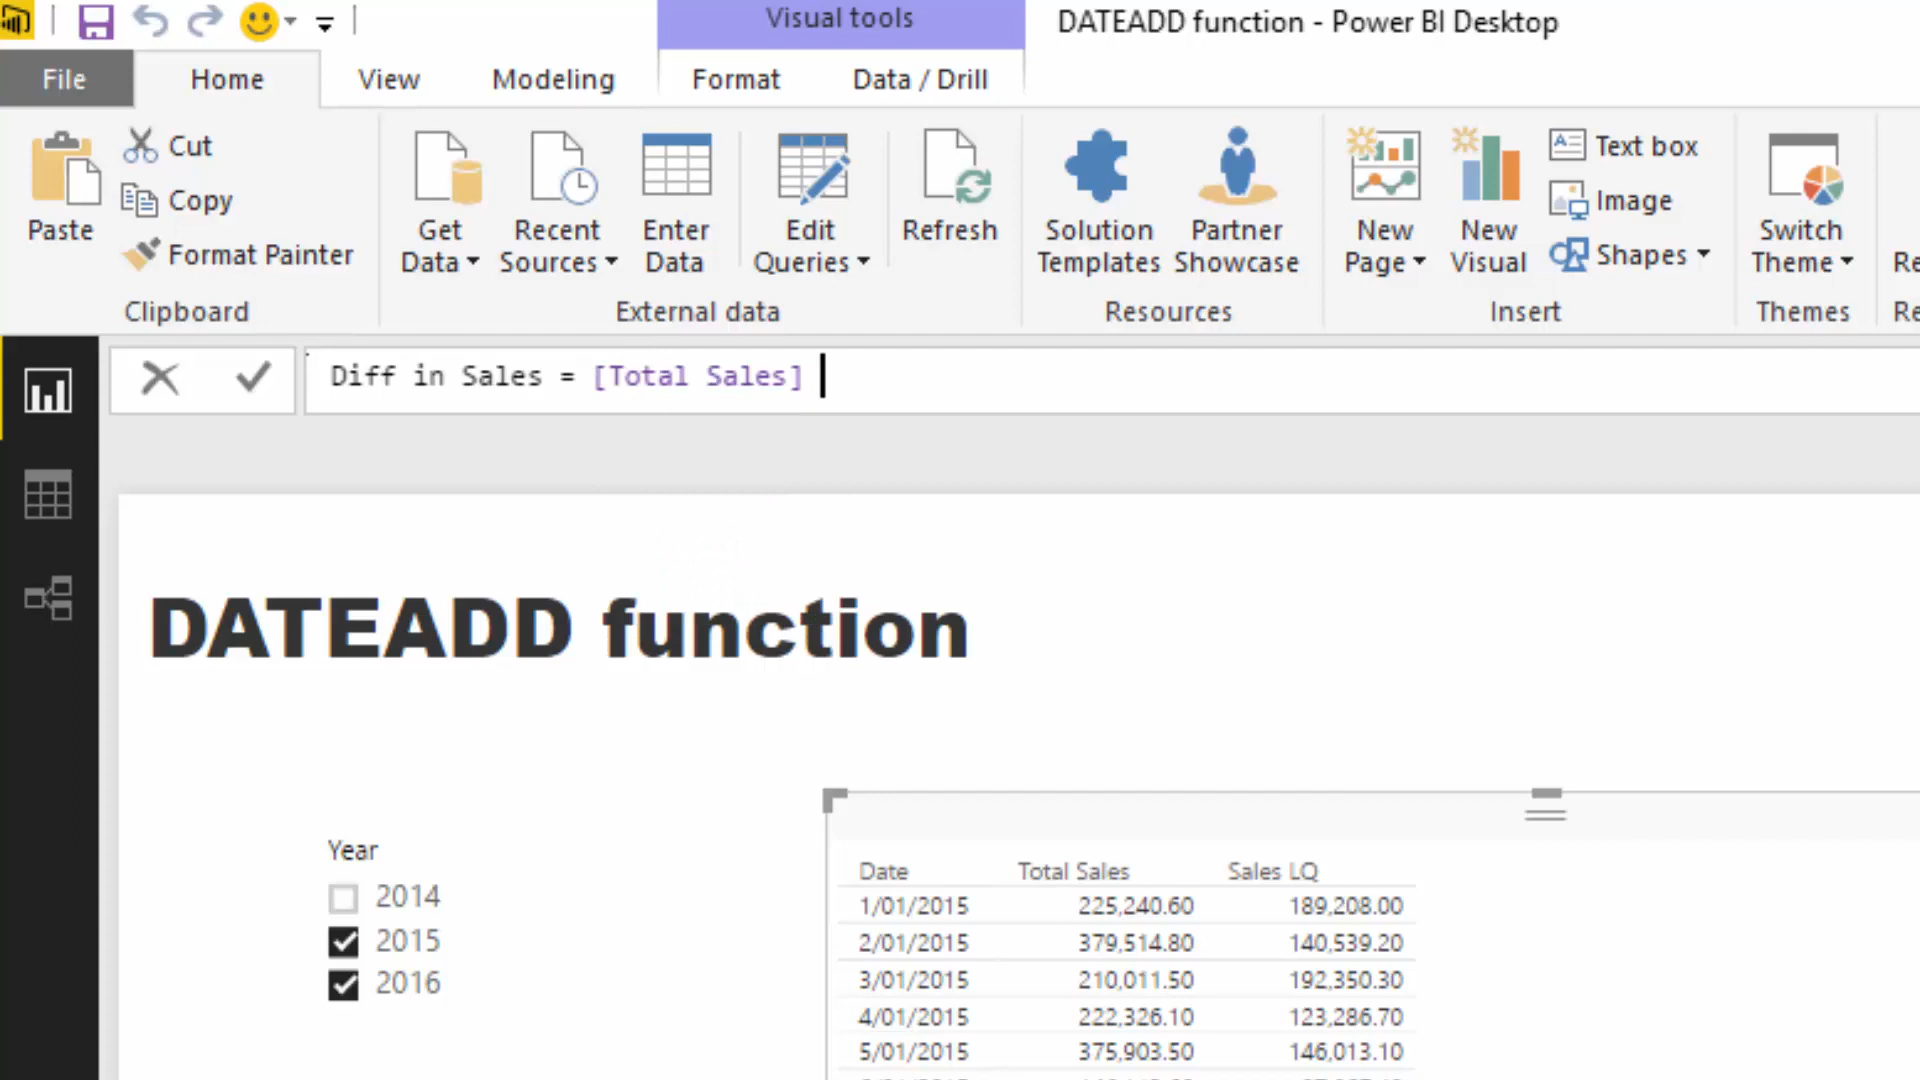 Visual tools
DATEADD function - Power BI Desktop
File Home View Modeling Format Data / Drill
Paste
Cut
Copy
Format Painter
Clipboard
Get Data
Recent Sources
Enter Data
Edit Queries
Refresh
External data
Solution Templates
Partner Showcase
Resources
New Page
New Visual
Text box
Image
Shapes
Insert
Switch Theme
Themes
Re
Re
Diff in Sales = [Total Sales]
DATEADD function
Year
2014
2015
2016
Date Total Sales Sales LQ
1/01/2015 225,240.60 189,208.00
2/01/2015 379,514.80 140,539.20
3/01/2015 210,011.50 192,350.30
4/01/2015 222,326.10 123,286.70
5/01/2015 375,903.50 146,013.10